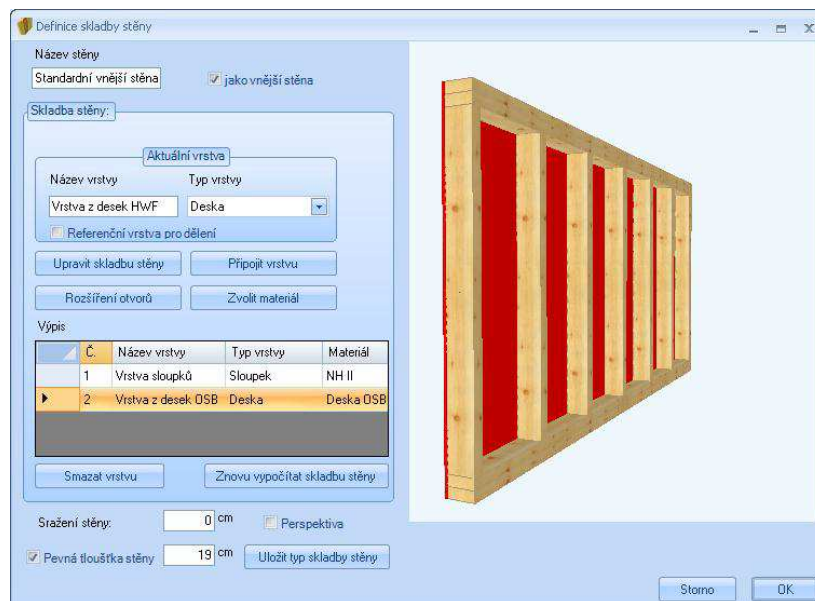 Definice skladby stěny
Název stěny
Standardní vnější stěna
jako vnější stěna
Skladba stěny:
Aktuální vrstva
Název vrstvy Typ vrstvy
Vrstva z desek HWF Deska
Referenční vrstva pro dělení
Upravit skladbu stěny Připojit vrstvu
Rozšíření otvorů Zvolit materiál
Výpis
Č. Název vrstvy Typ vrstvy Materiál
1 Vrstva sloupků Sloupek NH II
2 Vrstva z desek OSB Deska Deska OSB
Smazat vrstvu Znovu vypočítat skladbu stěny
Sražení stěny: 0 cm Perspektiva
Pevná tloušťka stěny 19 cm Uložit typ skladby stěny
Storno OK